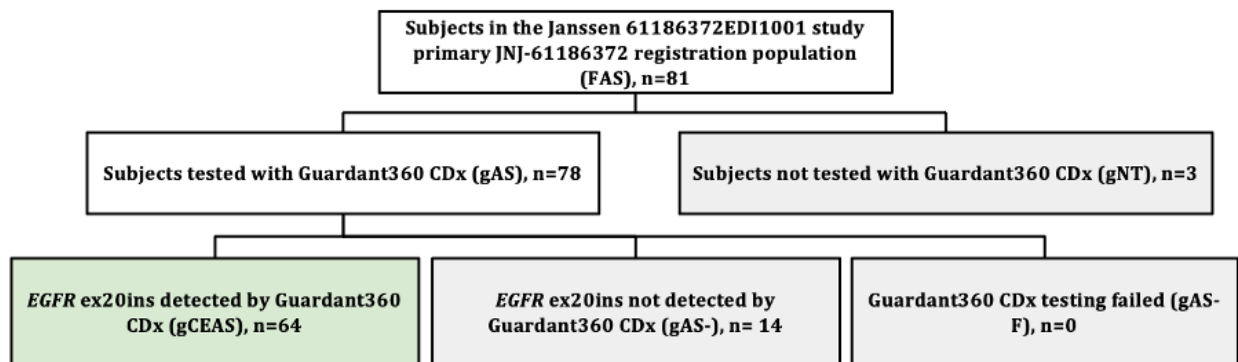 Subjects in the Janssen 61186372EDI1001 study
primary JNJ-61186372 registration population
(FAS), n=81
Subjects tested with Guardant360 CDx (gAS), n=78
Subjects not tested with Guardant360 CDx (gNT), n=3
EGFR ex20ins detected by Guardant360
CDx (gCEAS), n=64
EGFR ex20ins not detected by
Guardant360 CDx (gAS-), n= 14
Guardant360 CDx testing failed (gAS-
F), n=0